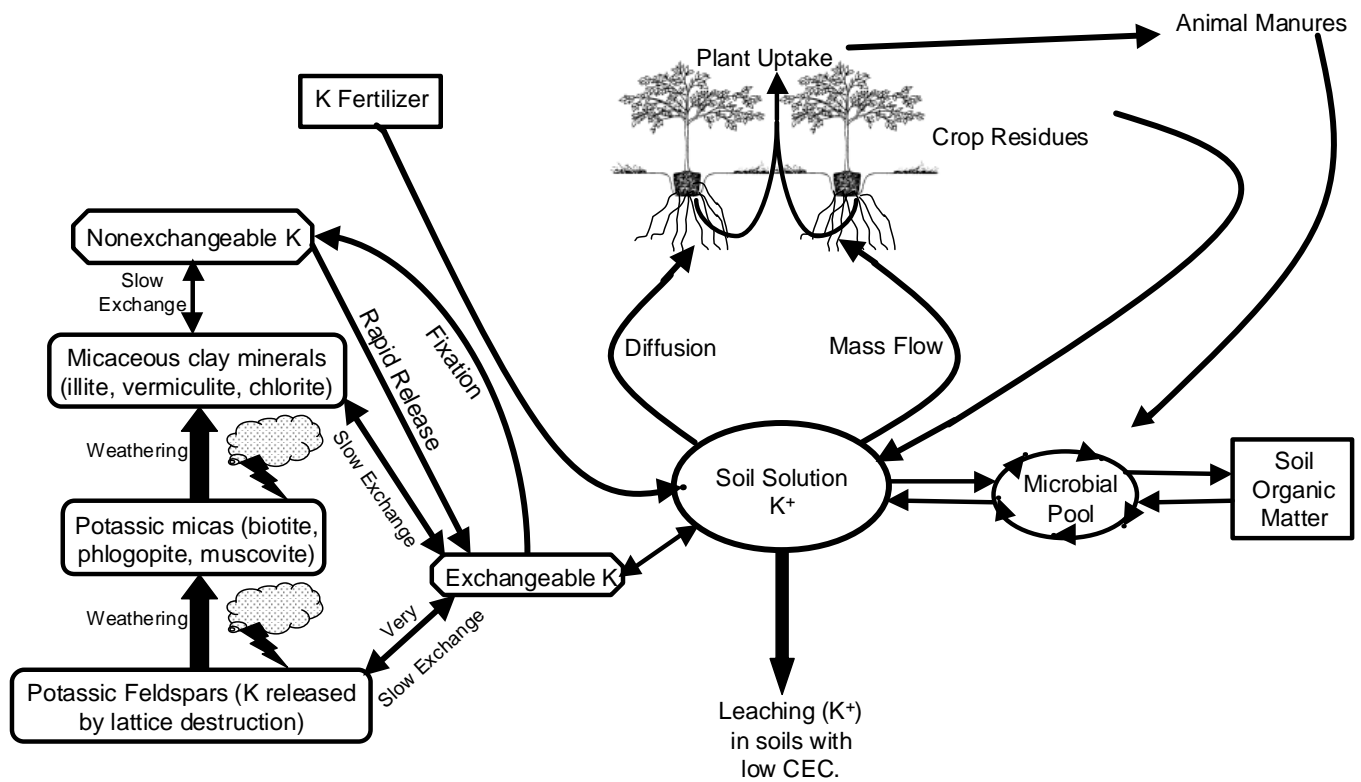 Animal Manures
Plant Uptake
K Fertilizer
Crop Residues
Nonexchangeable K
Slow
Exchange
Rapid Release
Fixation
Diffusion
Mass Flow
Micaceous clay minerals
(illite, vermiculite, chlorite)
Weathering
Slow Exchange
Soil Solution
K+
Microbial
Pool
Soil
Organic
Matter
Potassic micas (biotite,
phlogopite, muscovite)
Exchangeable K
Weathering
Very
Slow Exchange
Potassic Feldspars (K released
by lattice destruction)
Leaching (K+)
in soils with
low CEC.